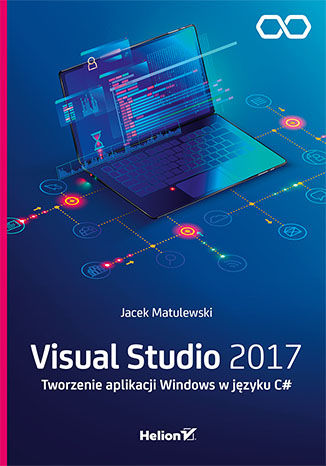 Jacek Matulewski
Visual Studio 2017
Tworzenie aplikacji Windows w języku C#
Helion